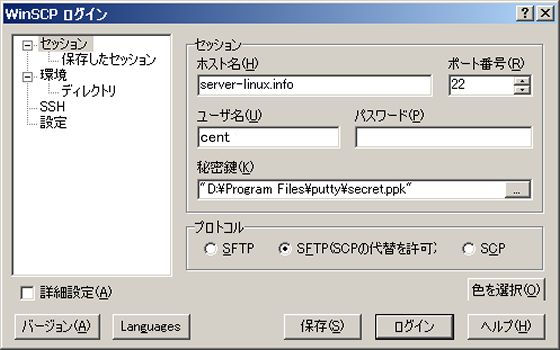 WinSCP ログイン
セッション
保存したセッション
環境
ディレクトリ
SSH
設定
セッション
ホスト名(H) ポート番号(R)
server-linux.info 22
ユーザ名(U) パスワード(P)
cent
秘密鍵(K)
"D:¥Program Files¥putty¥secret.ppk" ...
プロトコル
SFTP SFTP(SCPの代替を許可) SCP
詳細設定(A) 色を選択(O)
バージョン(A) Languages 保存(S) ログイン ヘルプ(H)